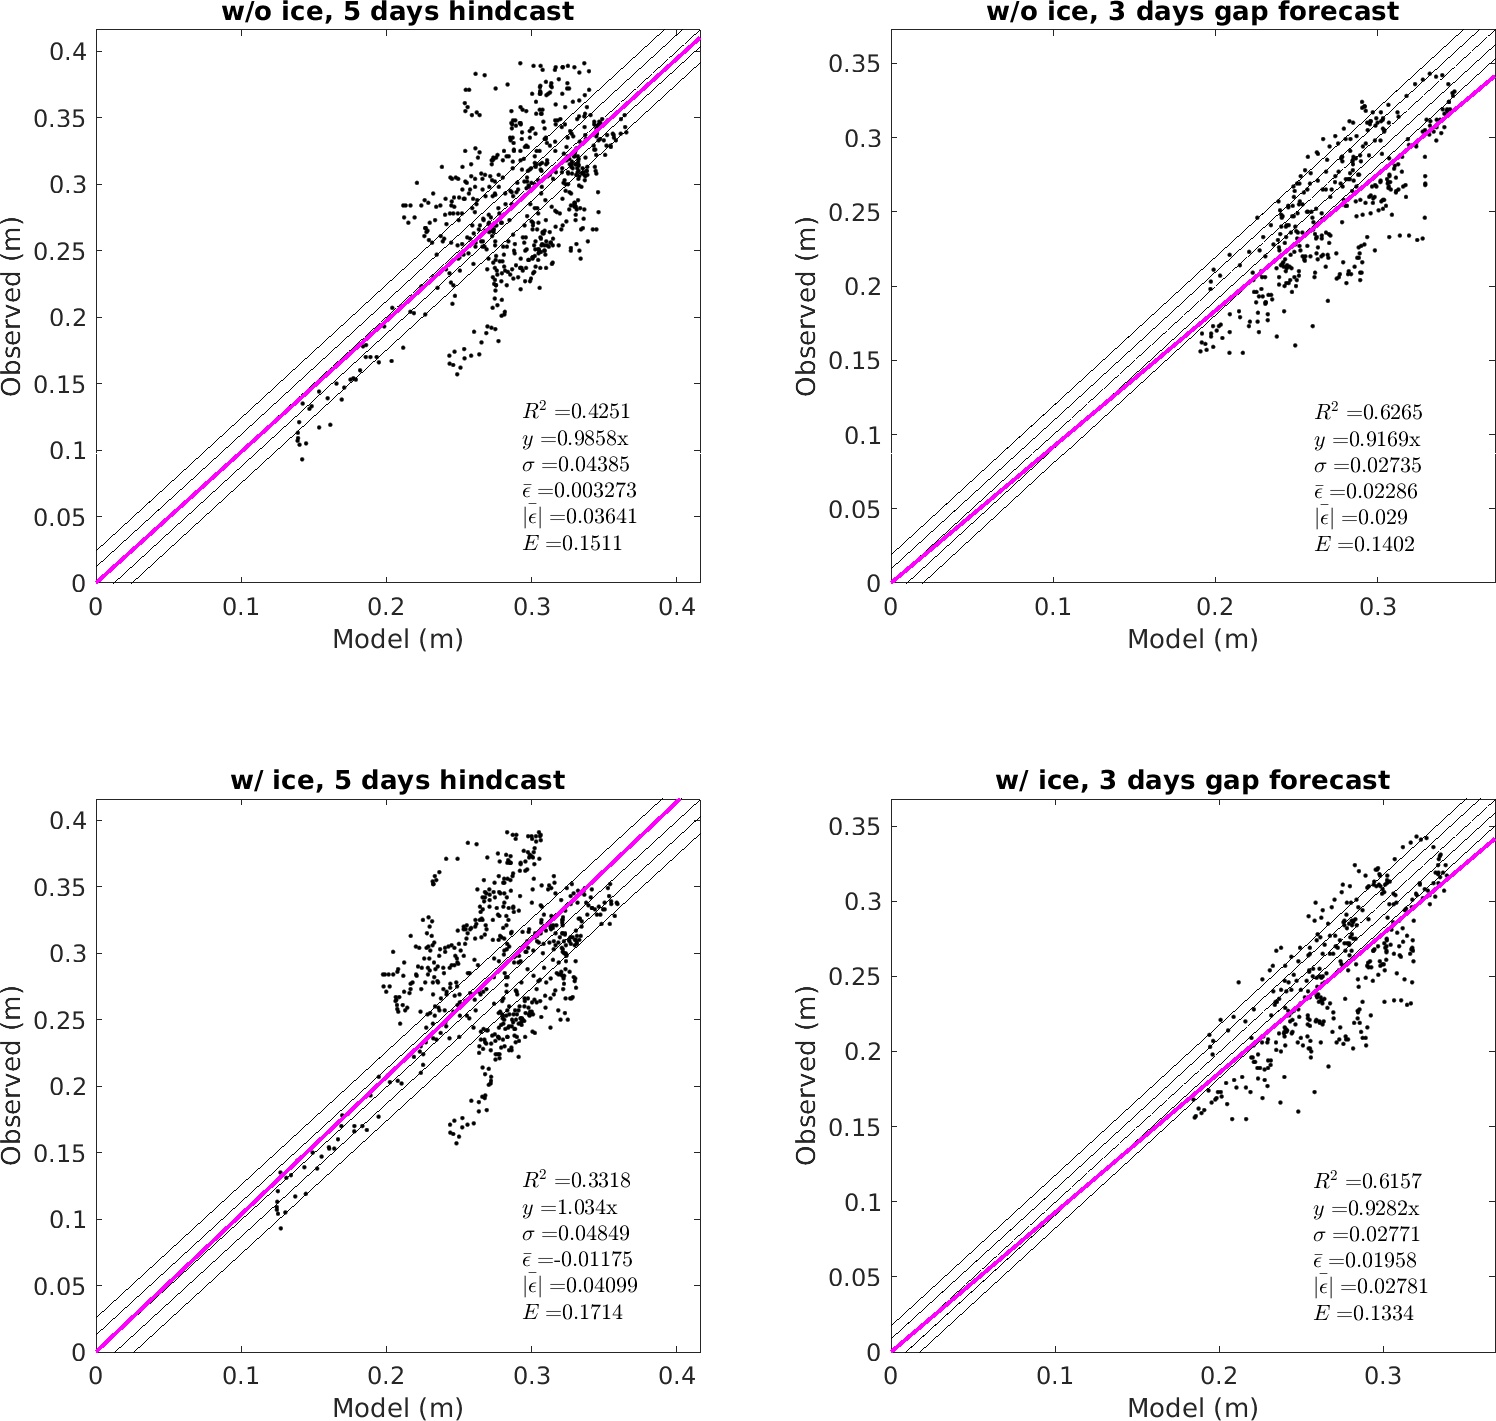 w/o ice, 5 days hindcast
0.4
0.35
0.3
0.25
0.2
0.15
0.1
0.05
0
Observed (m)
R² =0.4251
y =0.9858x
σ =0.04385
ε̄ =0.003273
|ε̄| =0.03641
E =0.1511
0 0.1 0.2 0.3 0.4
Model (m)
w/o ice, 3 days gap forecast
0.35
0.3
0.25
0.2
0.15
0.1
0.05
0
Observed (m)
R² =0.6265
y =0.9169x
σ =0.02735
ε̄ =0.02286
|ε̄| =0.029
E =0.1402
0 0.1 0.2 0.3
Model (m)
w/ ice, 5 days hindcast
0.4
0.35
0.3
0.25
0.2
0.15
0.1
0.05
0
Observed (m)
R² =0.3318
y =1.034x
σ =0.04849
ε̄ =-0.01175
|ε̄| =0.04099
E =0.1714
0 0.1 0.2 0.3 0.4
Model (m)
w/ ice, 3 days gap forecast
0.35
0.3
0.25
0.2
0.15
0.1
0.05
0
Observed (m)
R² =0.6157
y =0.9282x
σ =0.02771
ε̄ =0.01958
|ε̄| =0.02781
E =0.1334
0 0.1 0.2 0.3
Model (m)